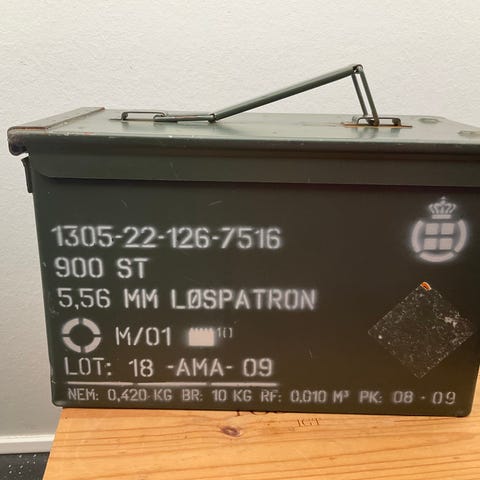 1305-22-126-7516
900 ST
5,56 MM LØSPATRON
M/01
LOT: 18 -AMA- 09
NEM: 0,420 KG BR: 10 KG RF: 0,010 M³ PK: 08 - 09
IGT